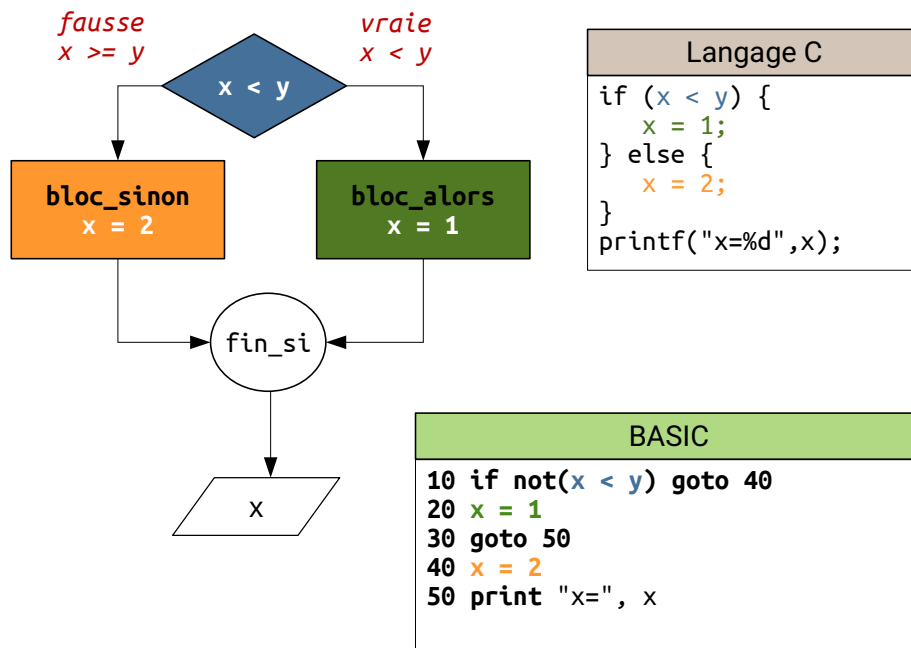 fausse
x >= y
vraie
x < y
x < y
bloc_sinon
x = 2
bloc_alors
x = 1
fin_si
x
Langage C
if (x < y) {
   x = 1;
} else {
   x = 2;
}
printf("x=%d",x);
BASIC
10 if not(x < y) goto 40
20 x = 1
30 goto 50
40 x = 2
50 print "x=", x